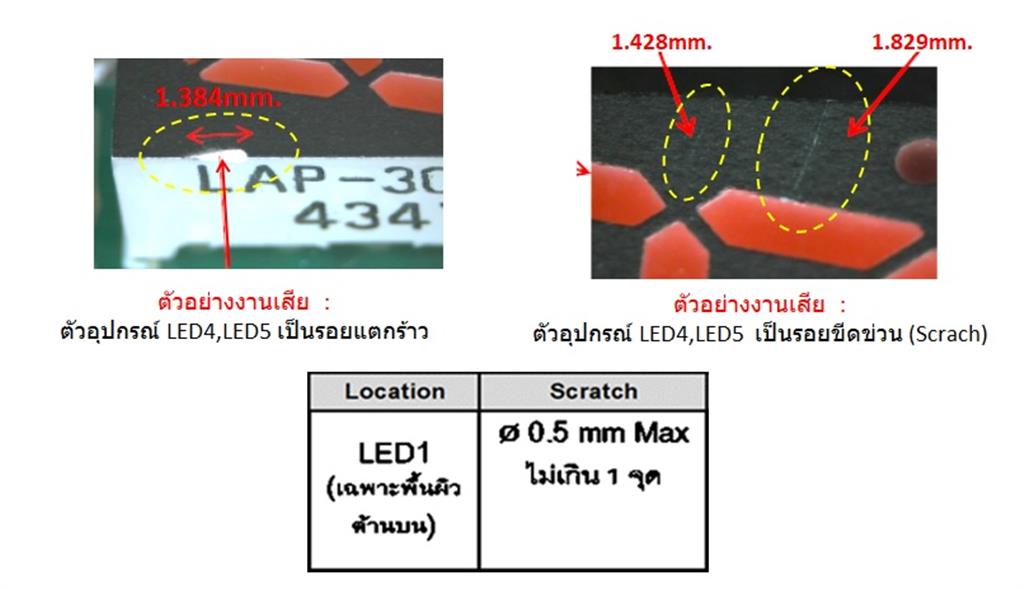 1.428mm. 1.829mm.
1.384mm.
LAP-30
434
ตัวอย่างงานเสีย :
ตัวอุปกรณ์ LED4,LED5 เป็นรอยแตกร้าว
ตัวอย่างงานเสีย :
ตัวอุปกรณ์ LED4,LED5 เป็นรอยขีดข่วน (Scrach)
Location Scratch
LED1
(เฉพาะพื้นผิว
ด้านบน)
ø 0.5 mm Max
ไม่เกิน 1 จุด